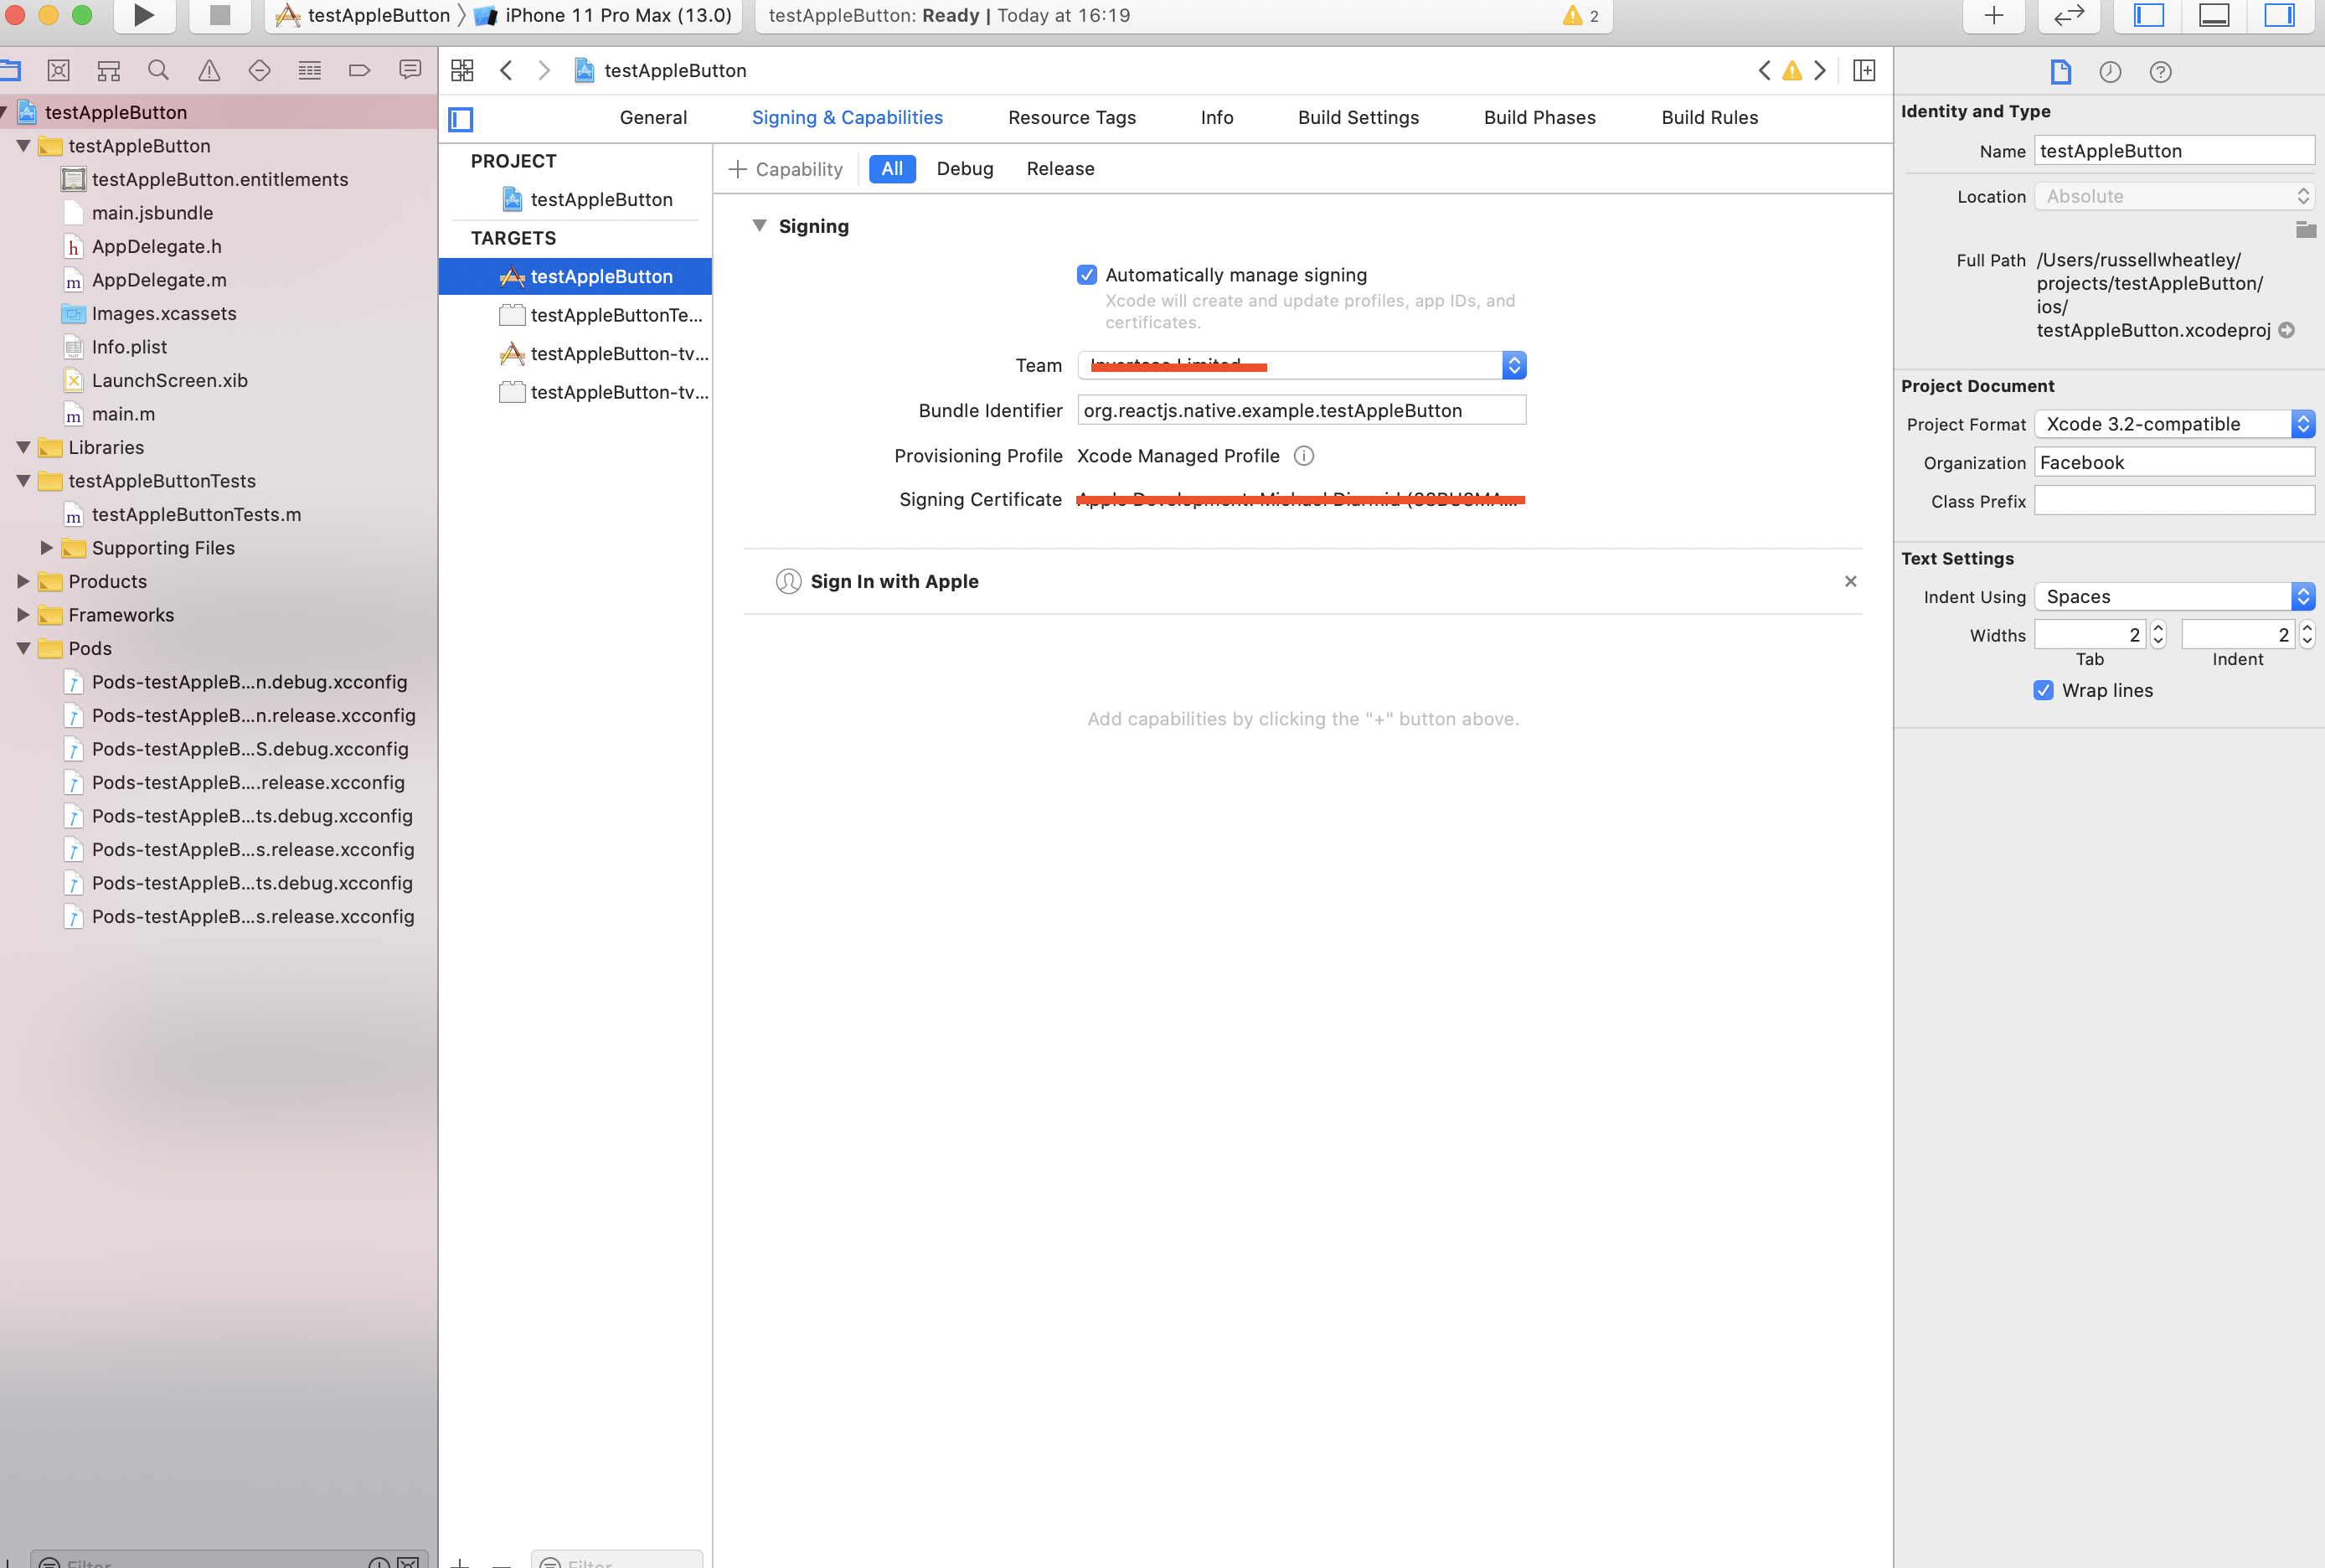 testAppleButton
iPhone 11 Pro Max (13.0)
testAppleButton: Ready | Today at 16:19
2
testAppleButton
testAppleButton
testAppleButton.entitlements
main.jsbundle
AppDelegate.h
AppDelegate.m
Images.xcassets
Info.plist
LaunchScreen.xib
main.m
Libraries
testAppleButtonTests
testAppleButtonTests.m
Supporting Files
Products
Frameworks
Pods
Pods-testAppleB...n.debug.xcconfig
Pods-testAppleB...n.release.xcconfig
Pods-testAppleB...S.debug.xcconfig
Pods-testAppleB....release.xcconfig
Pods-testAppleB...ts.debug.xcconfig
Pods-testAppleB...s.release.xcconfig
Pods-testAppleB...ts.debug.xcconfig
Pods-testAppleB...s.release.xcconfig
Filter
testAppleButton
General Signing & Capabilities Resource Tags Info Build Settings Build Phases Build Rules
PROJECT
testAppleButton
TARGETS
testAppleButton
testAppleButtonTe...
testAppleButton-tv...
testAppleButton-tv...
Filter
+ Capability All Debug Release
Signing
Automatically manage signing
Xcode will create and update profiles, app IDs, and
certificates.
Team
Bundle Identifier org.reactjs.native.example.testAppleButton
Provisioning Profile Xcode Managed Profile
Signing Certificate
Sign In with Apple
Add capabilities by clicking the "+" button above.
Identity and Type
Name testAppleButton
Location Absolute
Full Path /Users/russellwheatley/
projects/testAppleButton/
ios/
testAppleButton.xcodeproj
Project Document
Project Format Xcode 3.2-compatible
Organization Facebook
Class Prefix
Text Settings
Indent Using Spaces
Widths 2 2
Tab Indent
Wrap lines